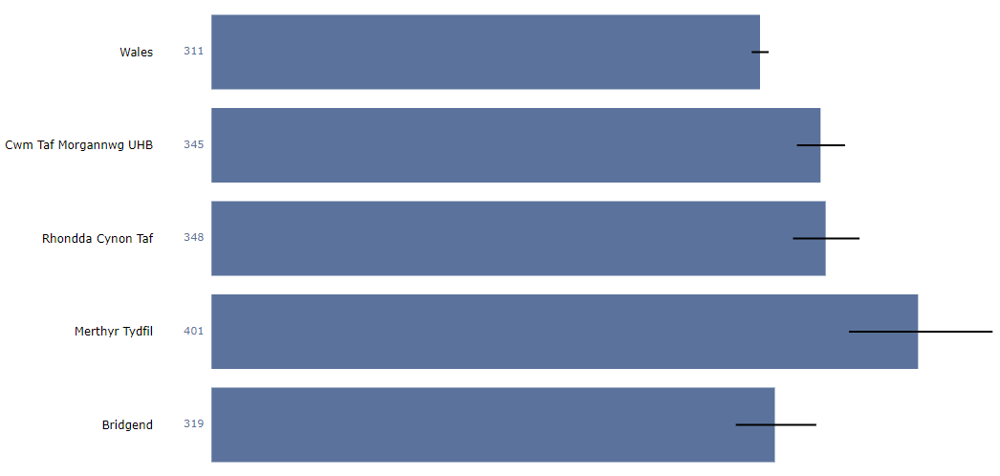 Wales 311
Cwm Taf Morgannwg UHB 345
Rhondda Cynon Taf 348
Merthyr Tydfil 401
Bridgend 319